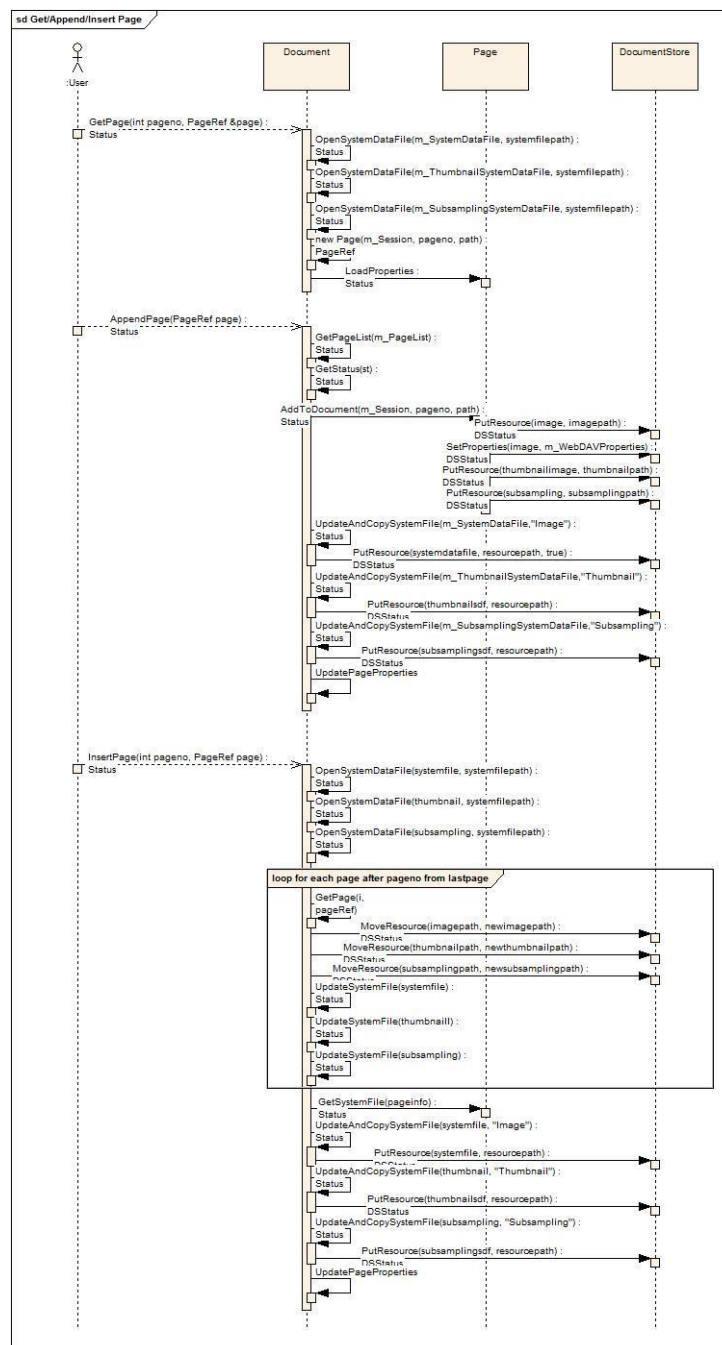 sd Get/Append/Insert Page
:User
Document
Page
DocumentStore
GetPage(int pageno, PageRef &page) :
Status
OpenSystemDataFile(m_SystemDataFile, systemfilepath) :
Status
OpenSystemDataFile(m_ThumbnailSystemDataFile, systemfilepath) :
Status
OpenSystemDataFile(m_SubsamplingSystemDataFile, systemfilepath) :
Status
new Page(m_Session, pageno, path) :
PageRef
LoadProperties :
Status
AppendPage(PageRef page) :
Status
GetPageList(m_PageList) :
Status
GetStatus(st) :
Status
AddToDocument(m_Session, pageno, path) :
Status
PutResource(image, imagepath) :
DSStatus
SetProperties(image, m_WebDAVProperties) :
DSStatus
PutResource(thumbnailimage, thumbnailpath) :
DSStatus
PutResource(subsampling, subsamplingpath) :
DSStatus
UpdateAndCopySystemFile(m_SystemDataFile,"Image") :
Status
PutResource(systemdatafile, resourcepath, true) :
DSStatus
UpdateAndCopySystemFile(m_ThumbnailSystemDataFile,"Thumbnail") :
Status
PutResource(thumbnailsdf, resourcepath) :
DSStatus
UpdateAndCopySystemFile(m_SubsamplingSystemDataFile,"Subsampling") :
Status
PutResource(subsamplingsdf, resourcepath) :
DSStatus
UpdatePageProperties
InsertPage(int pageno, PageRef page) :
Status
OpenSystemDataFile(systemfile, systemfilepath) :
Status
OpenSystemDataFile(thumbnail, systemfilepath) :
Status
OpenSystemDataFile(subsampling, systemfilepath) :
Status
loop for each page after pageno from lastpage
GetPage(i,
pageRef)
MoveResource(imagepath, newimagepath) :
DSStatus
MoveResource(thumbnailpath, newthumbnailpath) :
DSStatus
MoveResource(subsamplingpath, newsubsamplingpath) :
DSStatus
UpdateSystemFile(systemfile) :
Status
UpdateSystemFile(thumbnaill) :
Status
UpdateSystemFile(subsampling) :
Status
GetSystemFile(pageinfo) :
Status
UpdateAndCopySystemFile(systemfile, "Image") :
Status
PutResource(systemfile, resourcepath) :
DSStatus
UpdateAndCopySystemFile(thumbnail, "Thumbnail") :
Status
PutResource(thumbnailsdf, resourcepath) :
DSStatus
UpdateAndCopySystemFile(subsampling, "Subsampling") :
Status
PutResource(subsamplingsdf, resourcepath) :
DSStatus
UpdatePageProperties